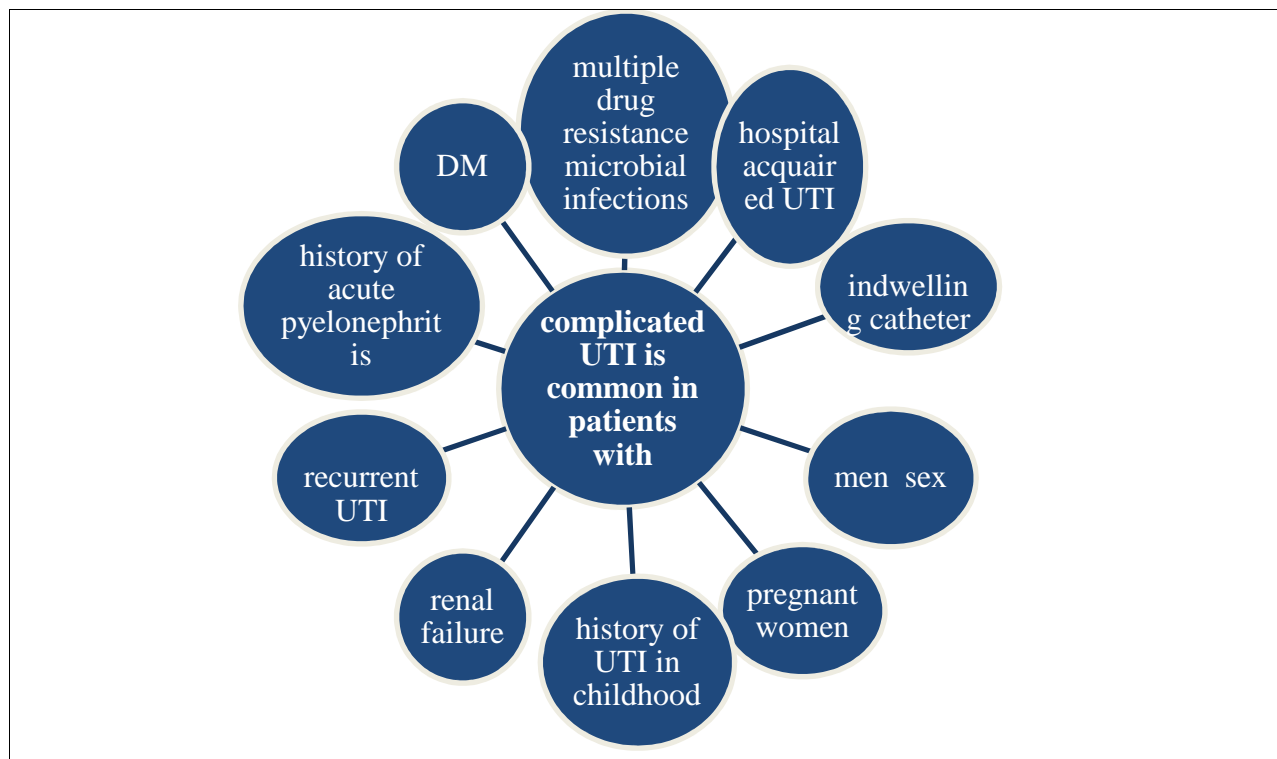 multiple
drug
resistance
microbial
infections
hospital
acquair
ed UTI
indwellin
g catheter
men  sex
pregnant
women
history of
UTI in
childhood
renal
failure
recurrent
UTI
history of
acute
pyelonephrit
is
DM
complicated
UTI is
common in
patients
with